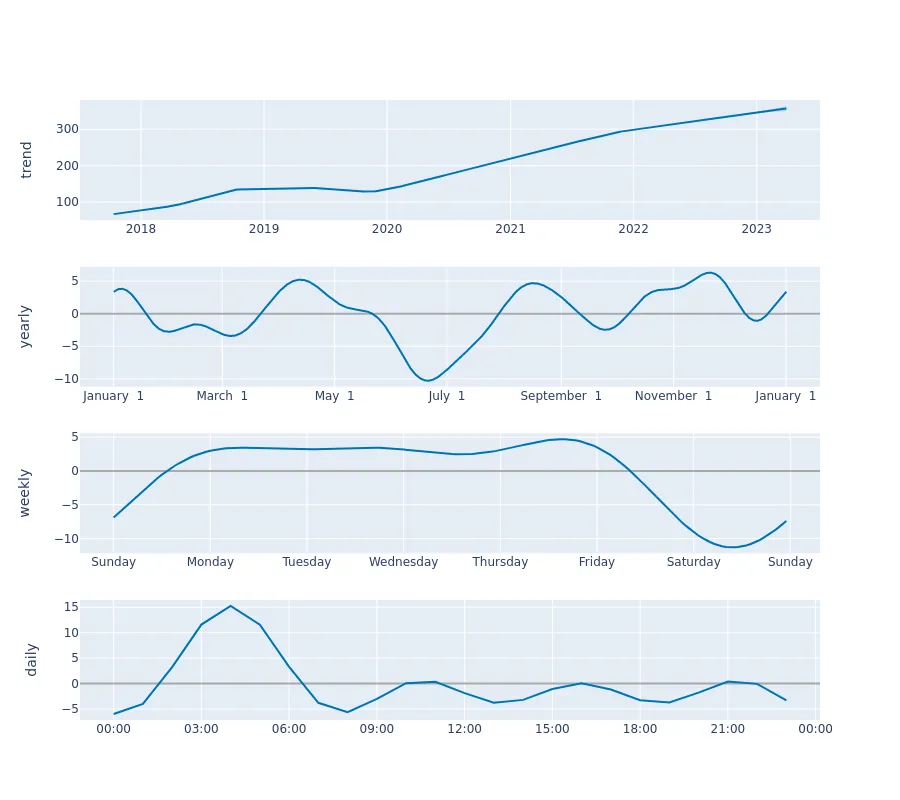 trend
300
200
100
2018 2019 2020 2021 2022 2023
yearly
5
0
−5
−10
January 1 March 1 May 1 July 1 September 1 November 1 January 1
weekly
5
0
−5
−10
Sunday Monday Tuesday Wednesday Thursday Friday Saturday Sunday
daily
15
10
5
0
−5
00:00 03:00 06:00 09:00 12:00 15:00 18:00 21:00 00:00